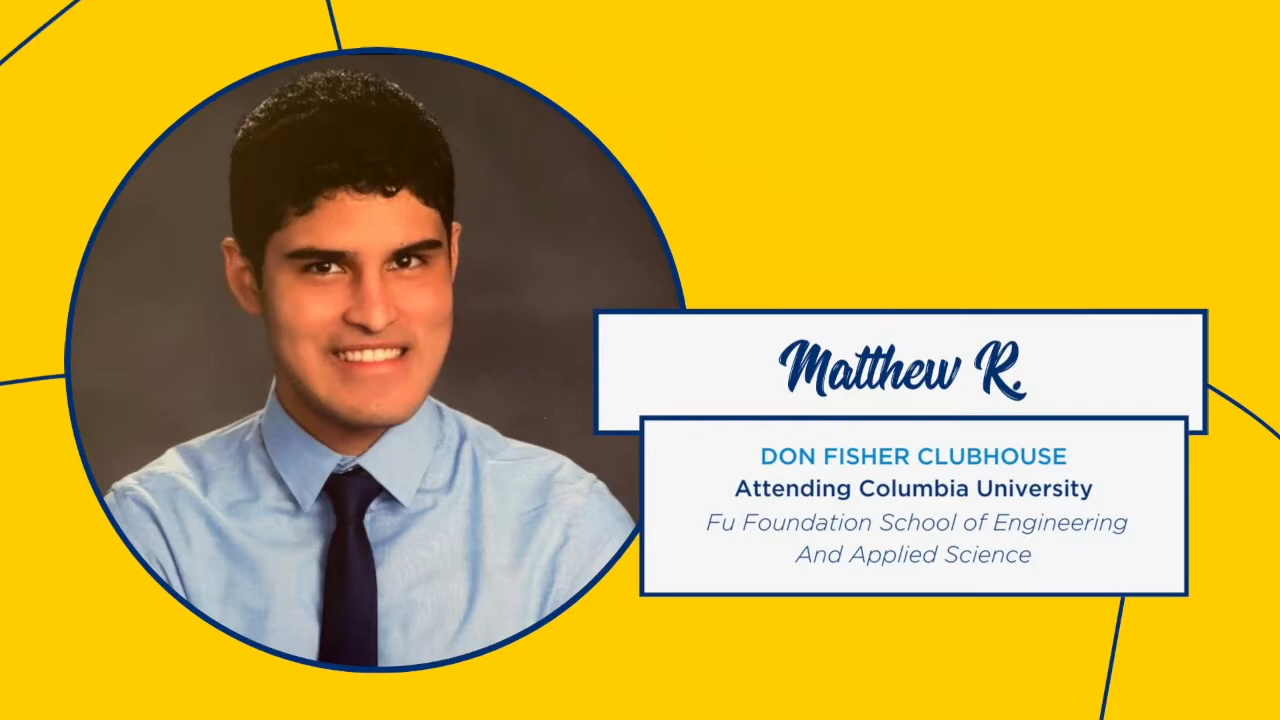 Matthew R.
DON FISHER CLUBHOUSE
Attending Columbia University
Fu Foundation School of Engineering
And Applied Science